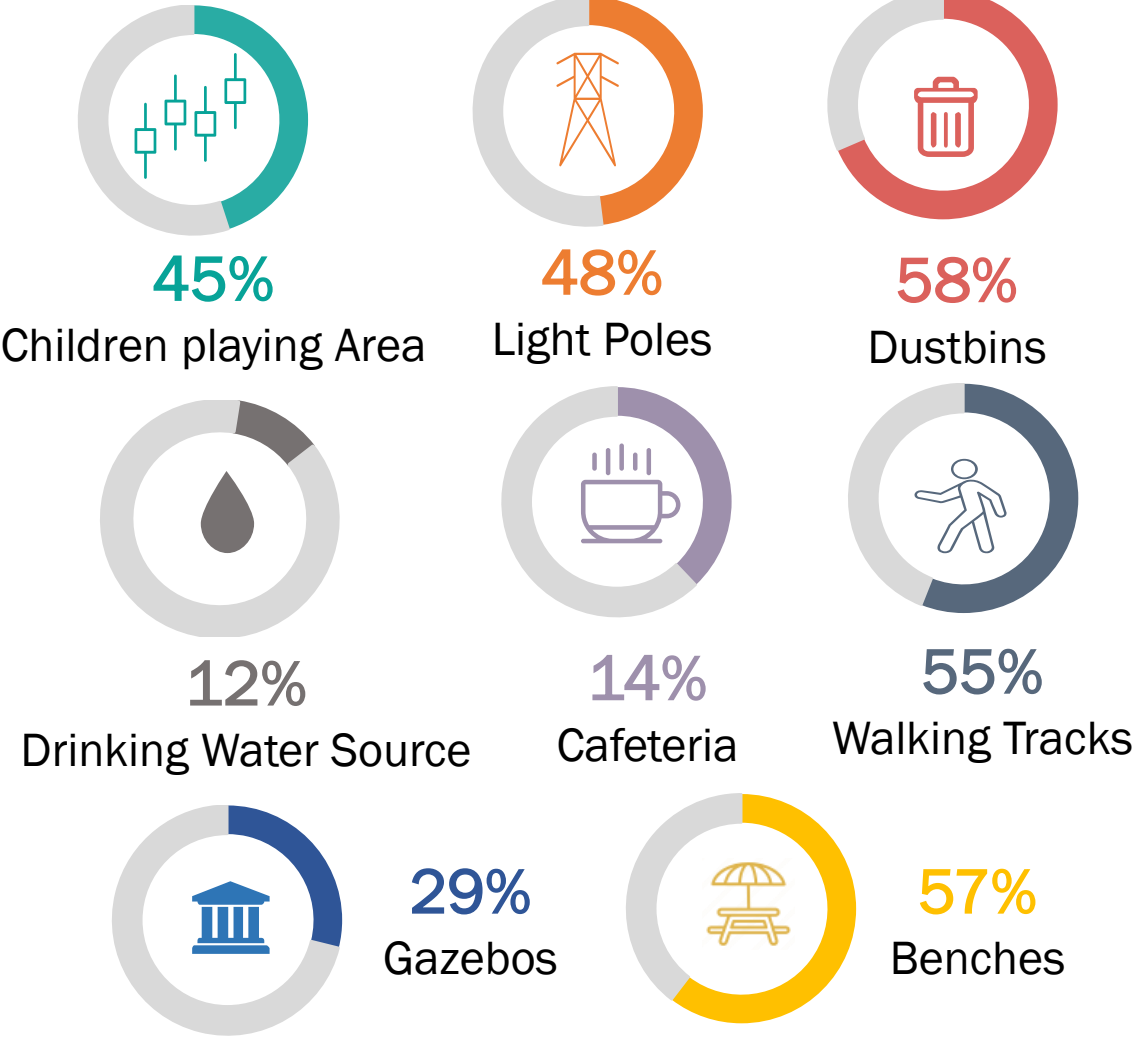 45%
Children playing Area
48%
Light Poles
58%
Dustbins
12%
Drinking Water Source
14%
Cafeteria
55%
Walking Tracks
29%
Gazebos
57%
Benches